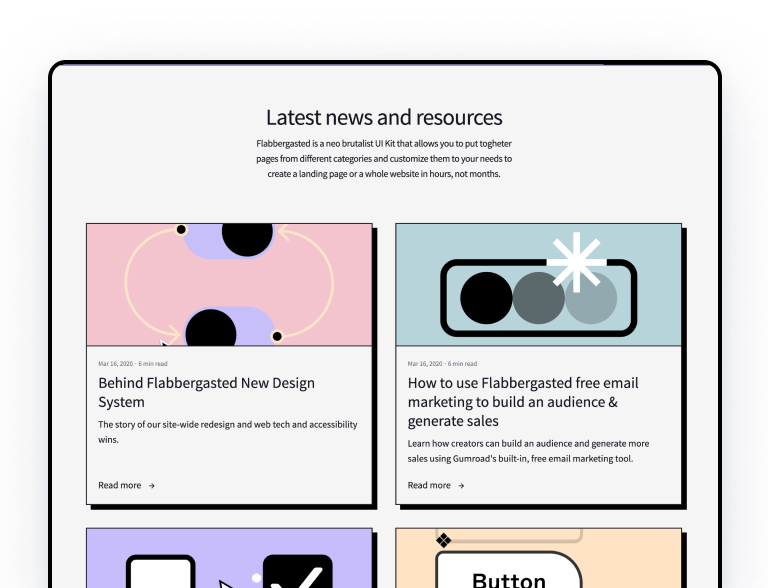 Latest news and resources
Flabbergasted is a neo brutalist UI Kit that allows you to put togheter
pages from different categories and customize them to your needs to
create a landing page or a whole website in hours, not months.
Mar 16, 2020 · 6 min read
Behind Flabbergasted New Design
System
The story of our site-wide redesign and web tech and accessibility
wins.
Read more →
Mar 16, 2020 · 6 min read
How to use Flabbergasted free email
marketing to build an audience &
generate sales
Learn how creators can build an audience and generate more
sales using Gumroad's built-in, free email marketing tool.
Read more →
Button